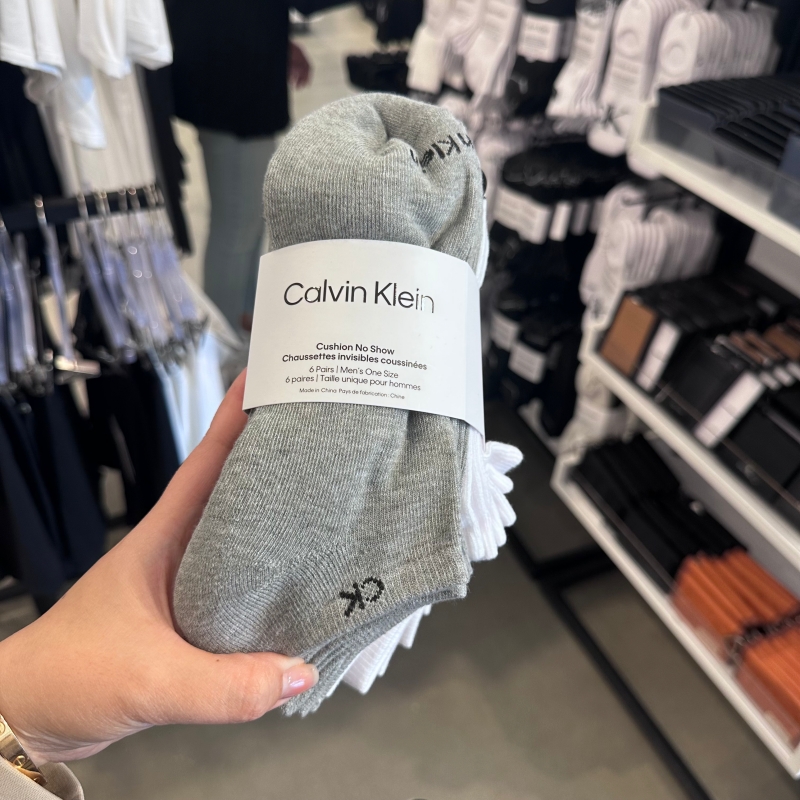 n Klein
Calvin Klein
Cushion No Show
Chaussettes invisibles coussinées
6 Pairs | Men's One Size
6 paires | Taille unique pour hommes
Made in China Pays de fabrication : Chine
CK